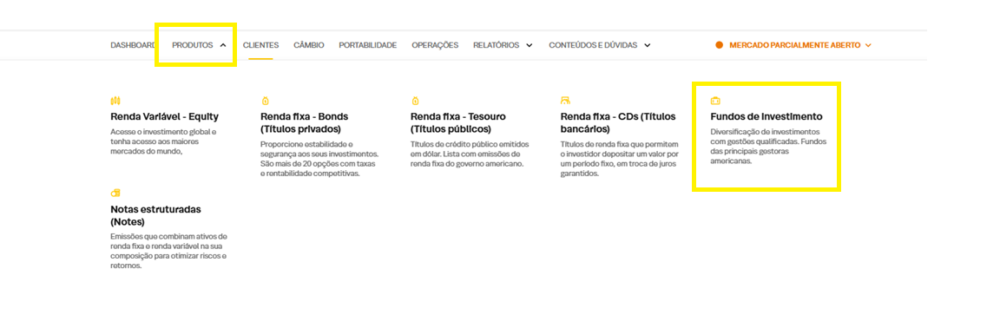 DASHBOARD PRODUTOS CLIENTES CÂMBIO PORTABILIDADE OPERAÇÕES RELATÓRIOS CONTEÚDOS E DÚVIDAS MERCADO PARCIALMENTE ABERTO
Renda Variável - Equity
Acesse o investimento global e
tenha acesso aos maiores
mercados do mundo,
Renda fixa - Bonds
(Títulos privados)
Proporcione estabilidade e
segurança aos seus investimentos.
São mais de 20 opções com taxas
e rentabilidade competitivas.
Renda fixa - Tesouro
(Títulos públicos)
Títulos de crédito público emitidos
em dólar. Lista com emissões de
renda fixa do governo americano.
Renda fixa - CDs (Títulos
bancários)
Títulos de renda fixa que permitem
o investidor depositar um valor por
um período fixo, em troca de juros
garantidos.
Fundos de Investimento
Diversificação de investimentos
com gestões qualificadas. Fundos
das principais gestoras
americanas.
Notas estruturadas
(Notes)
Emissões que combinam ativos de
renda fixa e renda variável na sua
composição para otimizar riscos e
retornos.